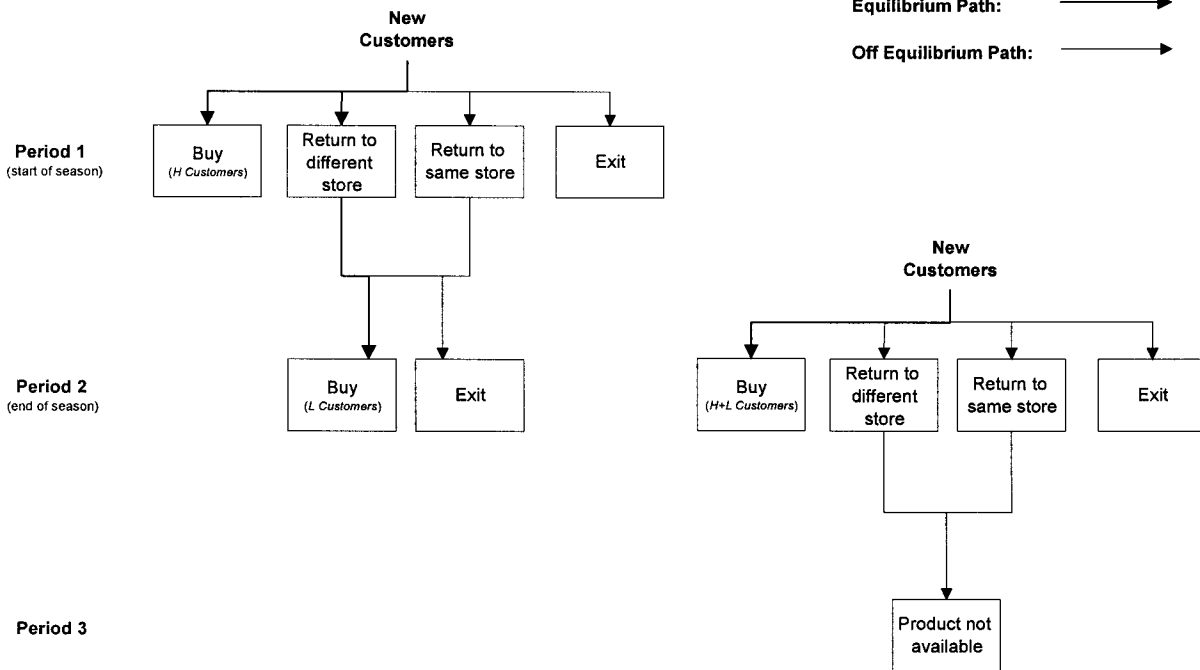 Equilibrium Path:
Off Equilibrium Path:
New
Customers
Period 1
(start of season)
Buy
(H Customers)
Return to
different
store
Return to
same store
Exit
New
Customers
Period 2
(end of season)
Buy
(L Customers)
Exit
Buy
(H+L Customers)
Return to
different
store
Return to
same store
Exit
Period 3
Product not
available